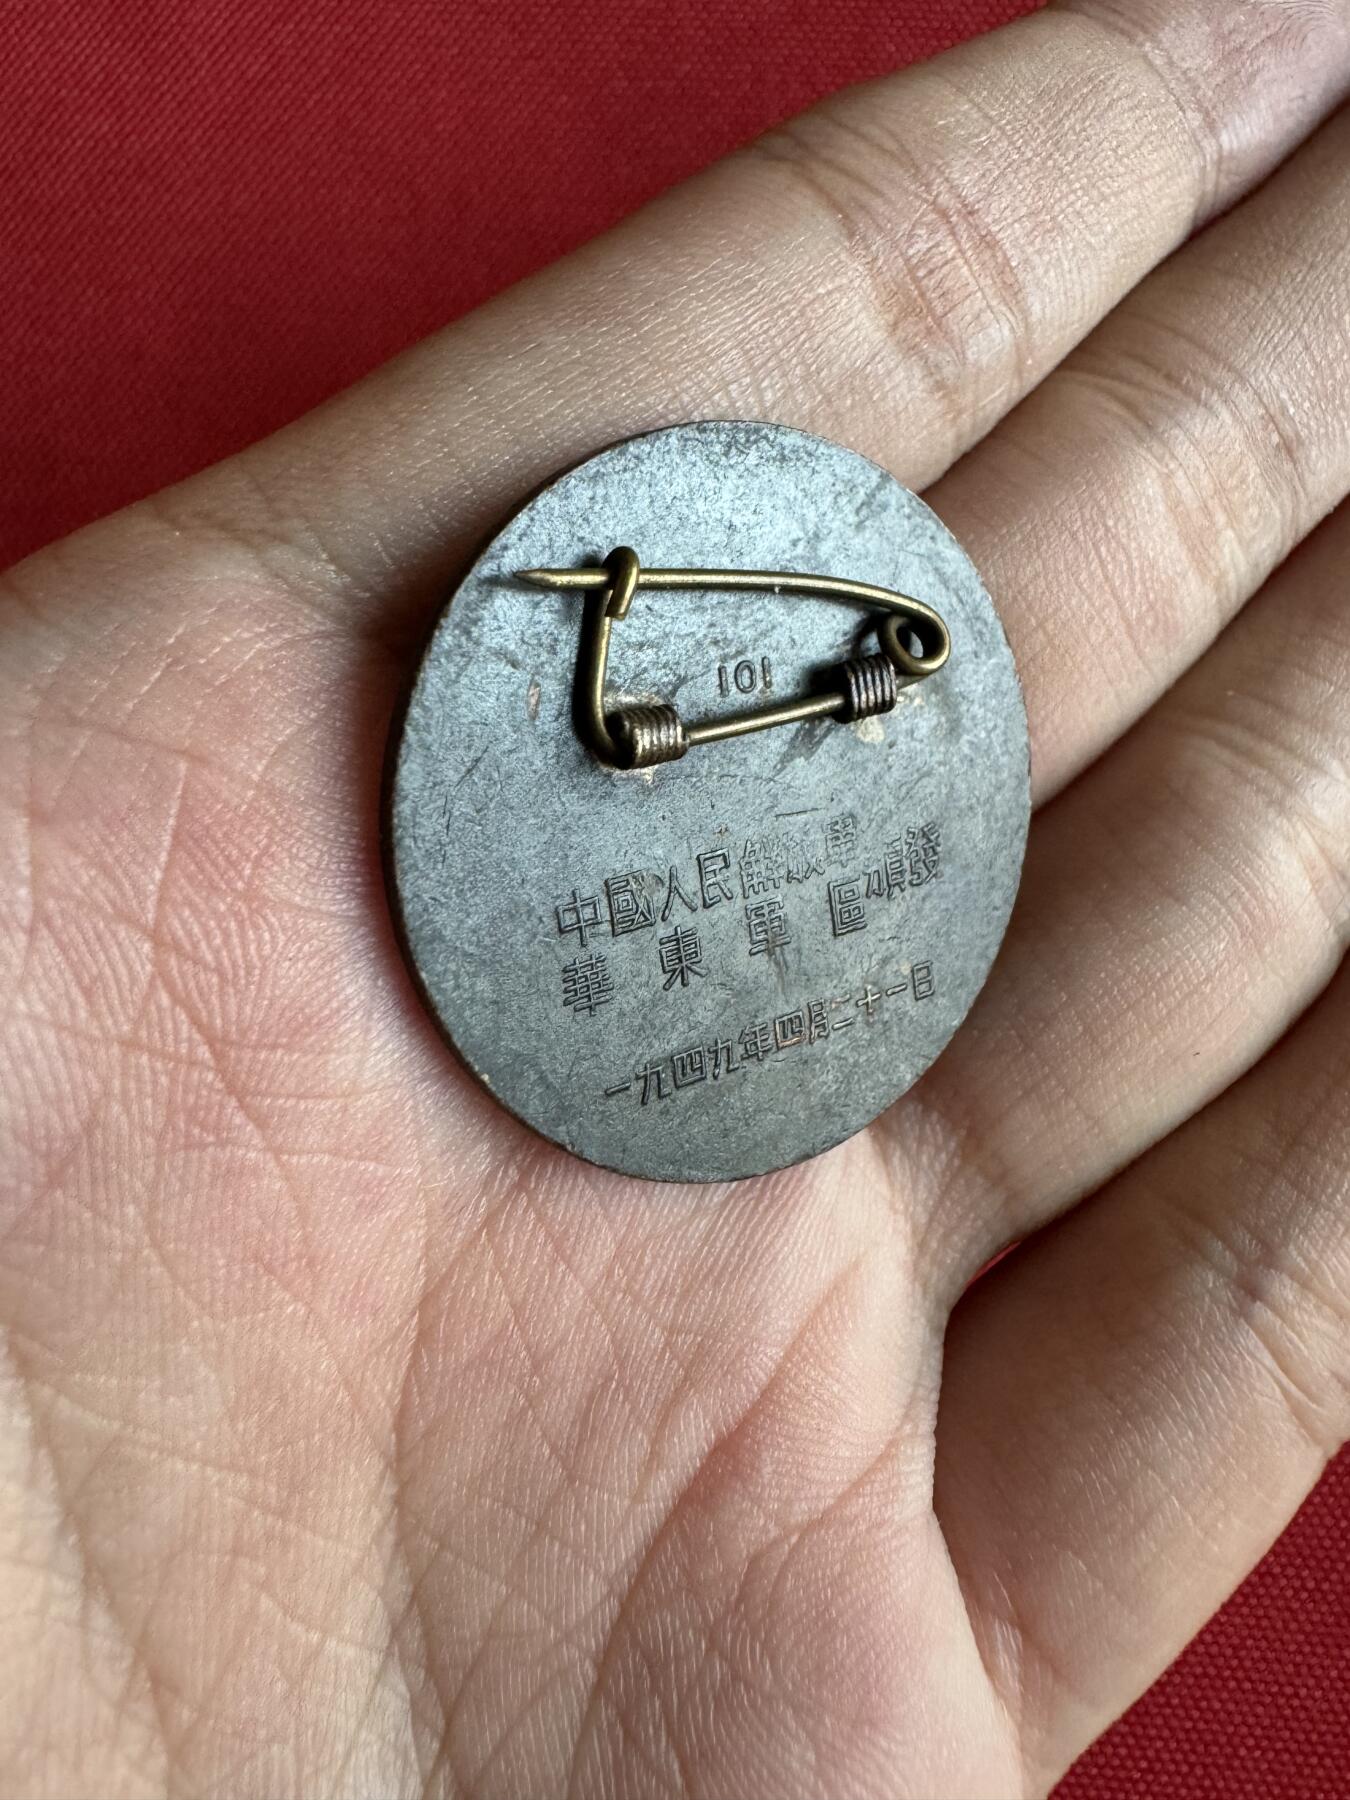 101
中國人民解放軍
華東軍區頒發
一九四九年四月二十一日